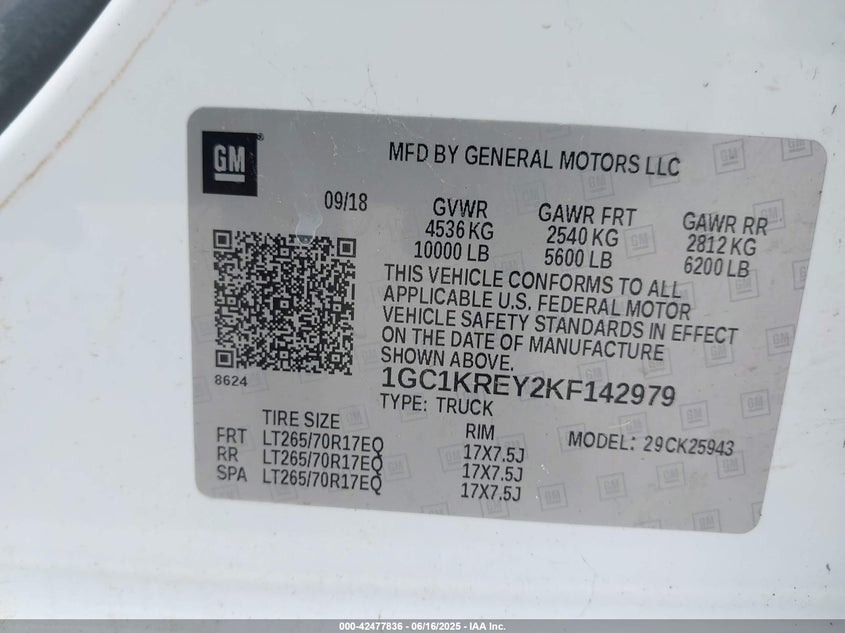 GM
MFD BY GENERAL MOTORS LLC
09/18
GVWR
4536 KG
10000 LB
GAWR FRT
2540 KG
5600 LB
GAWR RR
2812 KG
6200 LB
THIS VEHICLE CONFORMS TO ALL
APPLICABLE U.S. FEDERAL MOTOR
VEHICLE SAFETY STANDARDS IN EFFECT
ON THE DATE OF MANUFACTURE
SHOWN ABOVE.
8624
1GC1KREY2KF142979
TYPE: TRUCK
MODEL: 29CK25943
TIRE SIZE RIM
FRT LT265/70R17EQ 17X7.5J
RR LT265/70R17EQ 17X7.5J
SPA LT265/70R17EQ 17X7.5J
000-42477836 - 06/16/2025 - IAA Inc.